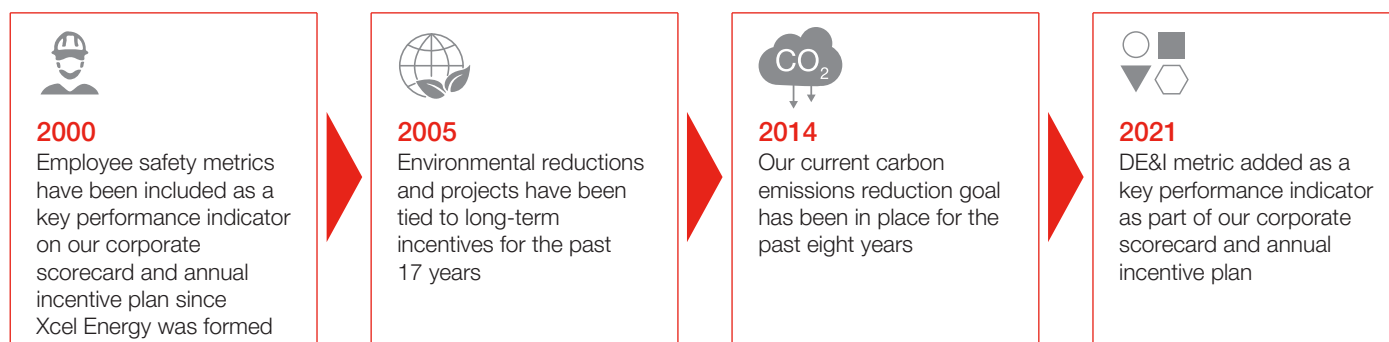 2000
Employee safety metrics
have been included as a
key performance indicator
on our corporate
scorecard and annual
incentive plan since
Xcel Energy was formed
2005
Environmental reductions
and projects have been
tied to long-term
incentives for the past
17 years
CO2
2014
Our current carbon
emissions reduction goal
has been in place for the
past eight years
2021
DE&I metric added as a
key performance indicator
as part of our corporate
scorecard and annual
incentive plan